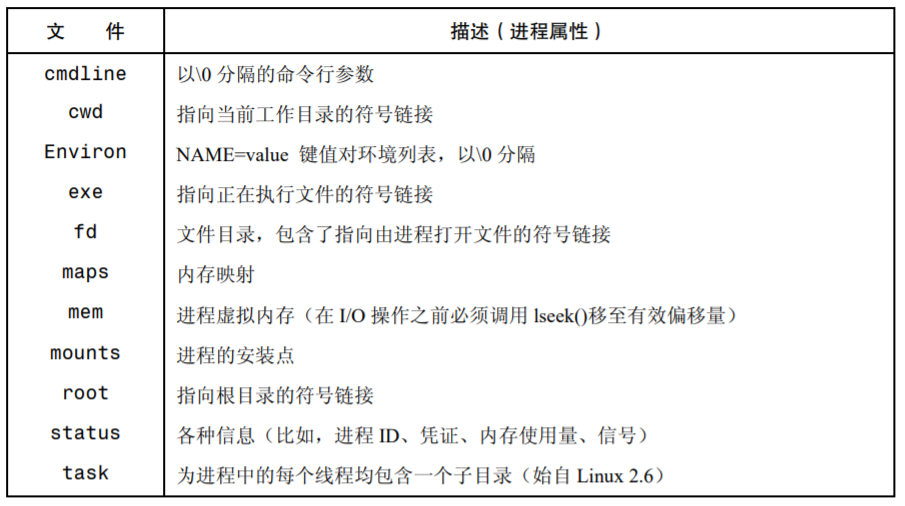 文 件 描述（进程属性）
cmdline 以\0 分隔的命令行参数
cwd 指向当前工作目录的符号链接
Environ NAME=value 键值对环境列表，以\0 分隔
exe 指向正在执行文件的符号链接
fd 文件目录，包含了指向由进程打开文件的符号链接
maps 内存映射
mem 进程虚拟内存（在 I/O 操作之前必须调用 lseek()移至有效偏移量）
mounts 进程的安装点
root 指向根目录的符号链接
status 各种信息（比如，进程 ID、凭证、内存使用量、信号）
task 为进程中的每个线程均包含一个子目录（始自 Linux 2.6）